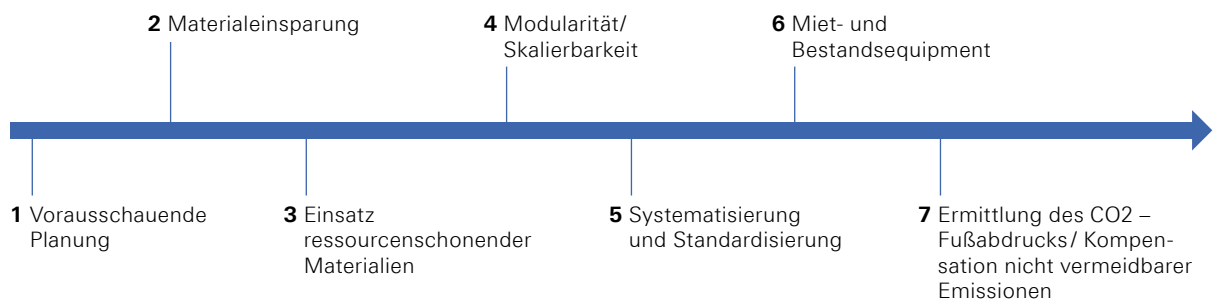 2 Materialeinsparung
4 Modularität/
Skalierbarkeit
6 Miet- und
Bestandsequipment
1 Vorausschauende
Planung
3 Einsatz
ressourcenschonender
Materialien
5 Systematisierung
und Standardisierung
7 Ermittlung des CO2 –
Fußabdrucks/ Kompen-
sation nicht vermeidbarer
Emissionen